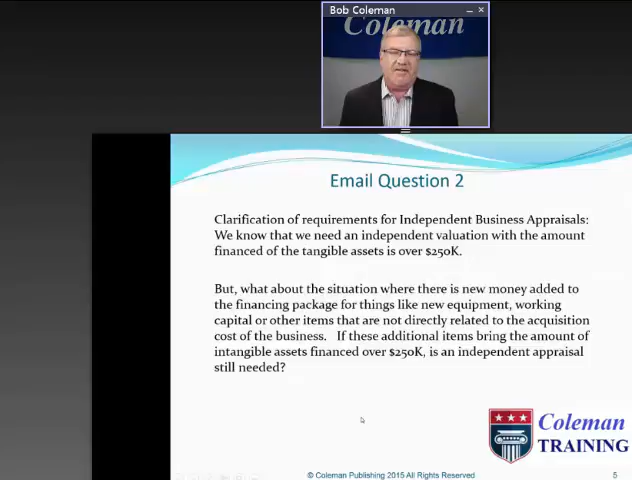 Bob Coleman
Coleman
Email Question 2
Clarification of requirements for Independent Business Appraisals:
We know that we need an independent valuation with the amount
financed of the tangible assets is over $250K.
But, what about the situation where there is new money added to
the financing package for things like new equipment, working
capital or other items that are not directly related to the acquisition
cost of the business. If these additional items bring the amount of
intangible assets financed over $250K, is an independent appraisal
still needed?
Coleman
TRAINING
© Coleman Publishing 2015 All Rights Reserved
5